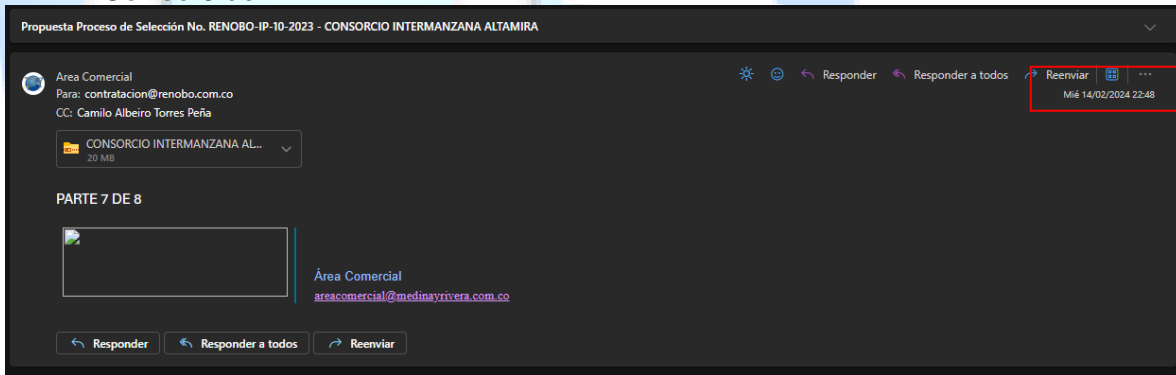 Propuesta Proceso de Selección No. RENOBO-IP-10-2023 - CONSORCIO INTERMANZANA ALTAMIRA
Area Comercial
Responder
Responder a todos
Reenviar
Para: contratacion@renobo.com.co
Mié 14/02/2024 22:48
CC: Camilo Albeiro Torres Peña
CONSORCIO INTERMANZANA AL...
20 MB
PARTE 7 DE 8
Área Comercial
areacomercial@medinayrivera.com.co
Responder
Responder a todos
Reenviar